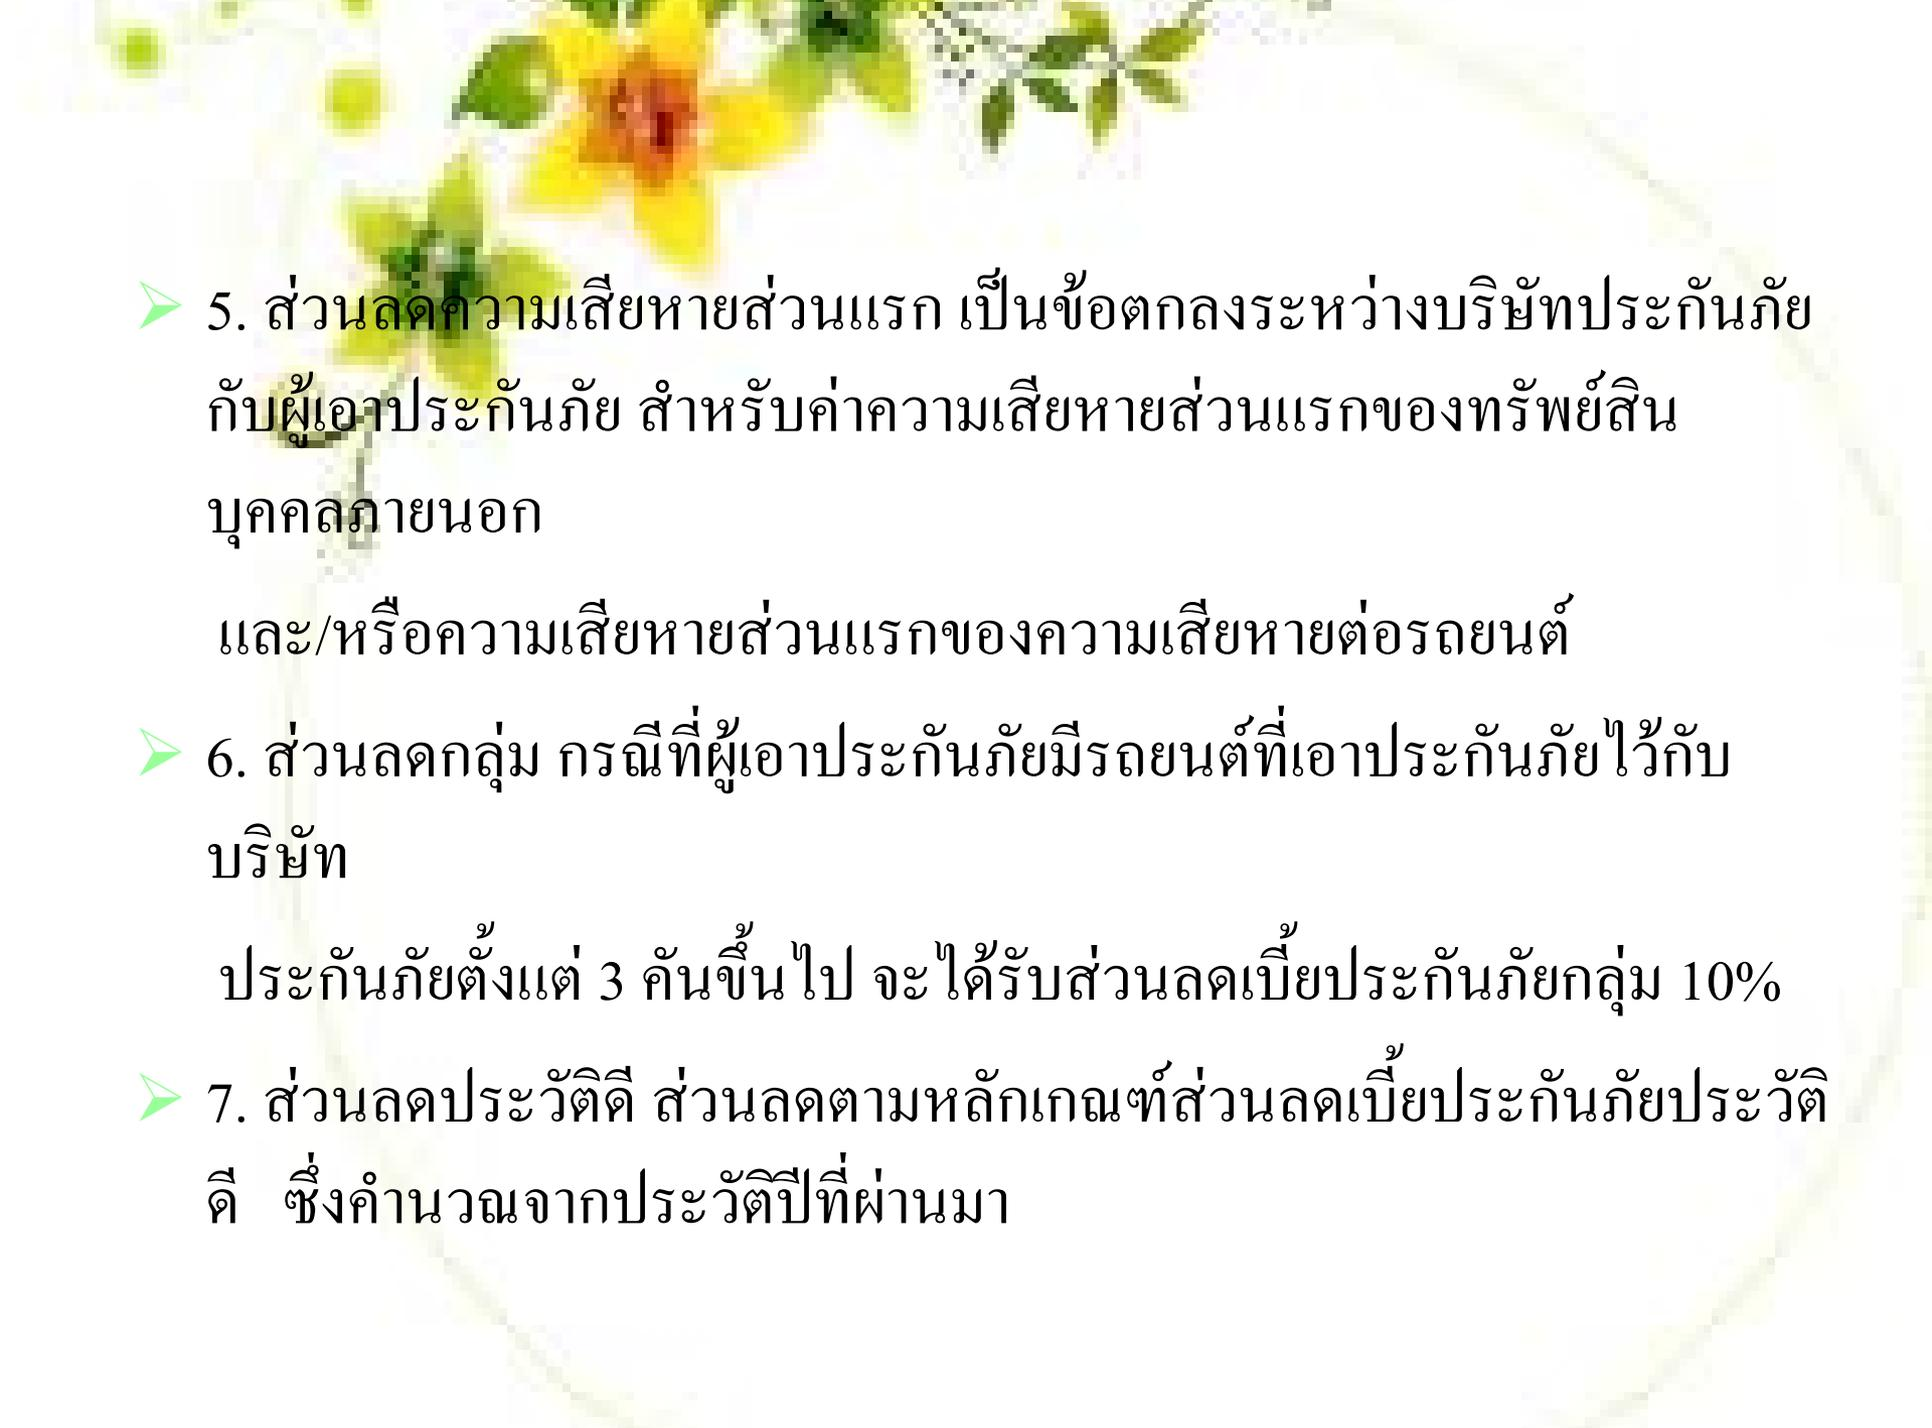 5. ส่วนลดความเสียหายส่วนแรก เป็นข้อตกลงระหว่างบริษัทประกันภัย
กับผู้เอาประกันภัย สำหรับค่าความเสียหายส่วนแรกของทรัพย์สิน
บุคคลภายนอก
และ/หรือความเสียหายส่วนแรกของความเสียหายต่อรถยนต์
6. ส่วนลดกลุ่ม กรณีที่ผู้เอาประกันภัยมีรถยนต์ที่เอาประกันภัยไว้กับ
บริษัท
ประกันภัยตั้งแต่ 3 คันขึ้นไป จะได้รับส่วนลดเบี้ยประกันภัยกลุ่ม 10%
7. ส่วนลดประวัติดี ส่วนลดตามหลักเกณฑ์ส่วนลดเบี้ยประกันภัยประวัติ
ดี   ซึ่งคำนวณจากประวัติปีที่ผ่านมา